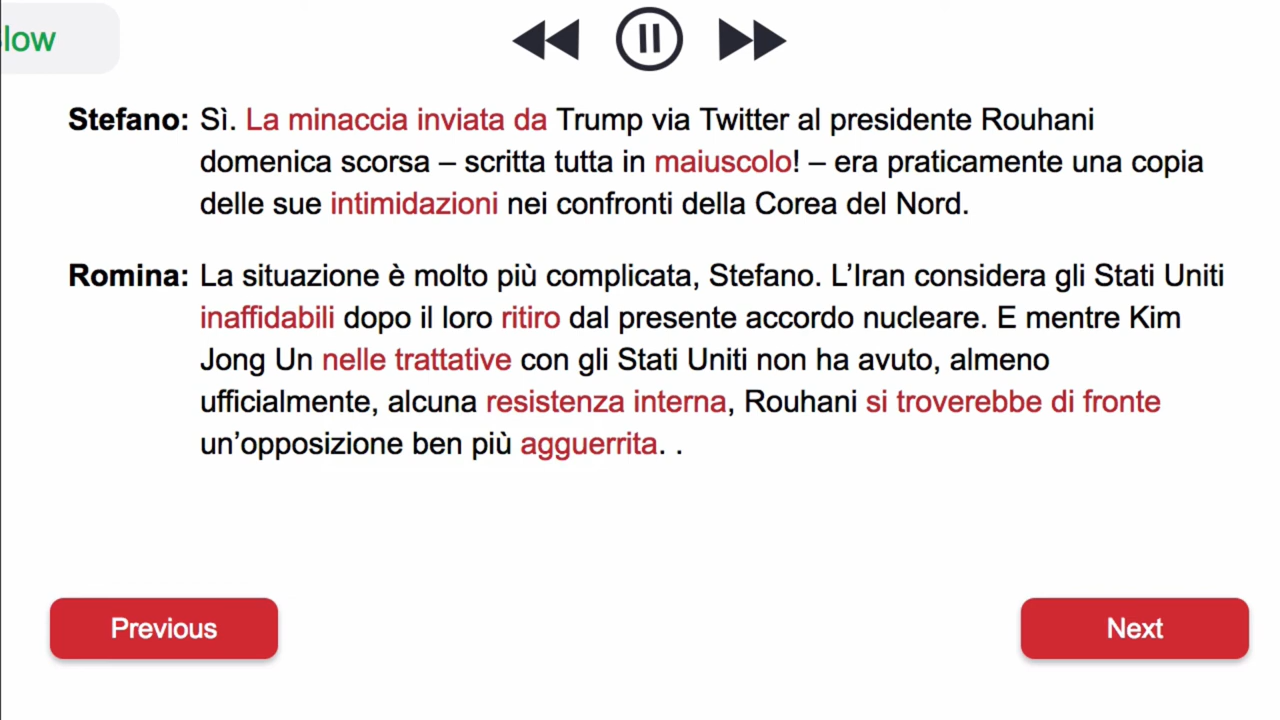 low
Stefano: Sì. La minaccia inviata da Trump via Twitter al presidente Rouhani
domenica scorsa – scritta tutta in maiuscolo! – era praticamente una copia
delle sue intimidazioni nei confronti della Corea del Nord.
Romina: La situazione è molto più complicata, Stefano. L’Iran considera gli Stati Uniti
inaffidabili dopo il loro ritiro dal presente accordo nucleare. E mentre Kim
Jong Un nelle trattative con gli Stati Uniti non ha avuto, almeno
ufficialmente, alcuna resistenza interna, Rouhani si troverebbe di fronte
un’opposizione ben più agguerrita. .
Previous
Next